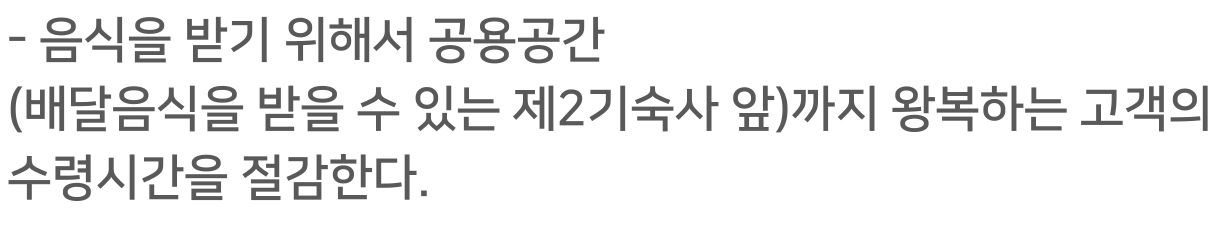 - 음식을 받기 위해서 공용공간
(배달음식을 받을 수 있는 제2기숙사 앞)까지 왕복하는 고객의
수령시간을 절감한다.